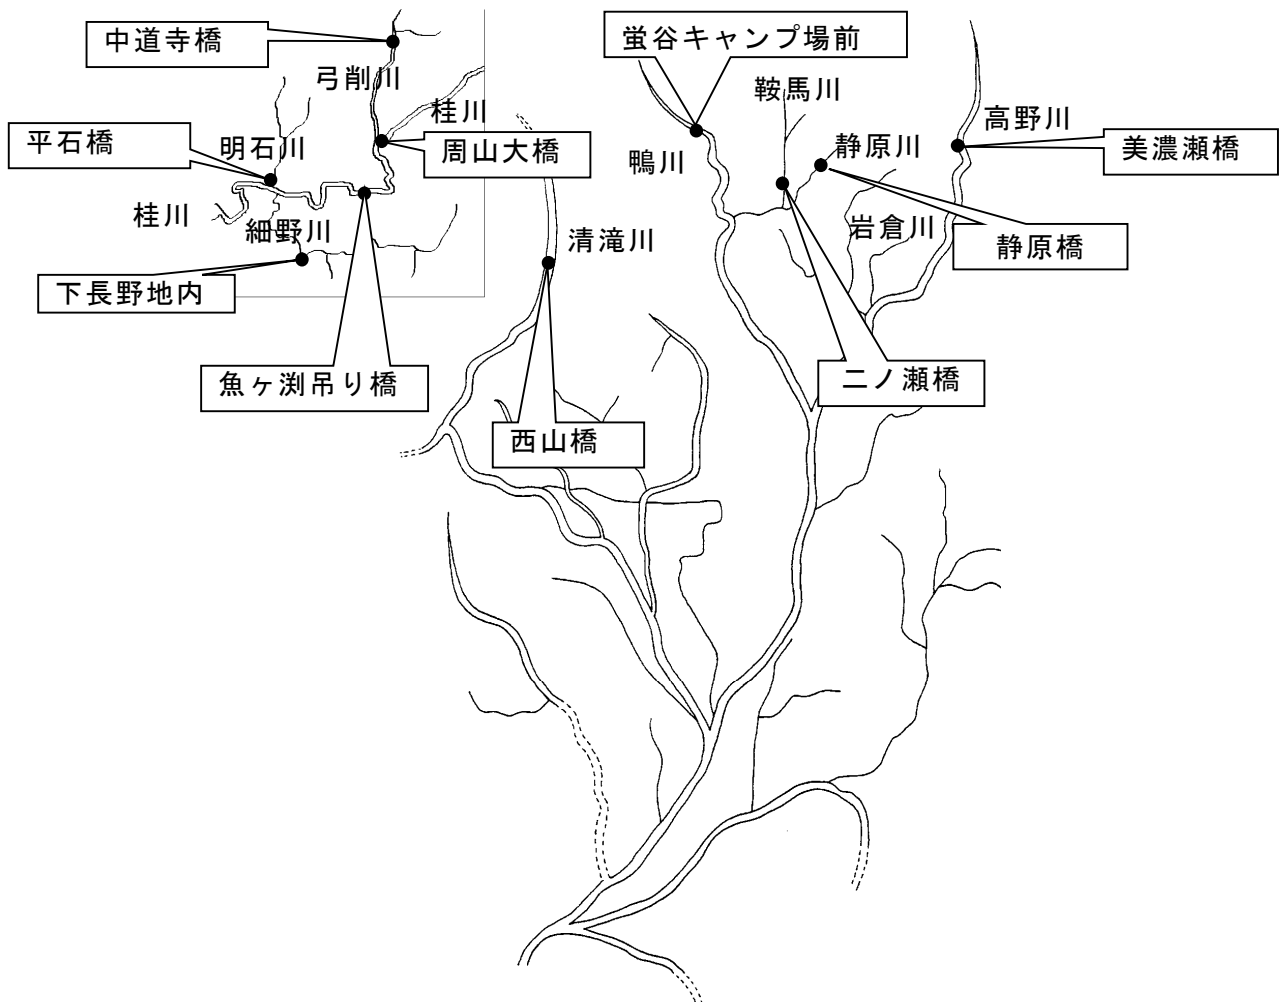 中道寺橋
弓削川
桂川
平石橋
明石川
周山大橋
桂川
細野川
下長野地内
魚ヶ渕吊り橋
清滝川
西山橋
蛍谷キャンプ場前
鞍馬川
高野川
鴨川
静原川
美濃瀬橋
岩倉川
静原橋
二ノ瀬橋